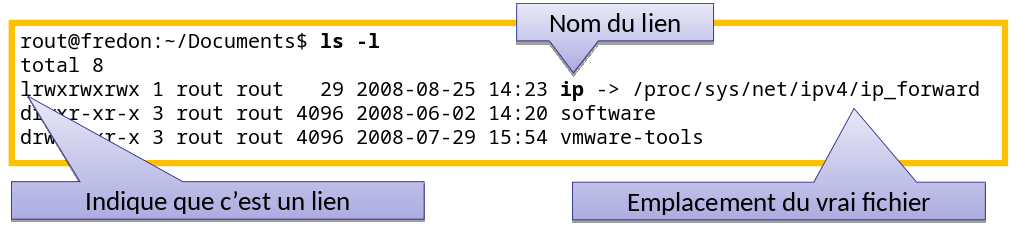 Nom du lien
rout@fredon:~/Documents$ ls -l
total 8
lrwxrwxrwx 1 rout rout   29 2008-08-25 14:23 ip -> /proc/sys/net/ipv4/ip_forward
xr-xr-x 3 rout rout 4096 2008-06-02 14:20 software
drw r-x 3 rout rout 4096 2008-07-29 15:54 vmware-tools
Indique que c’est un lien
Emplacement du vrai fichier